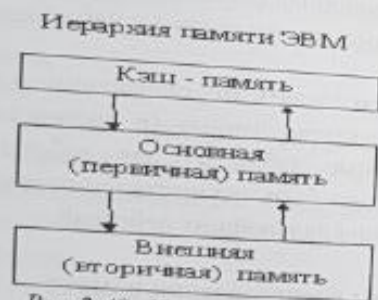 Иерархия памяти ЭВМ
Кэш - память
Основная
(первичная) память
Внешняя
(вторичная) память